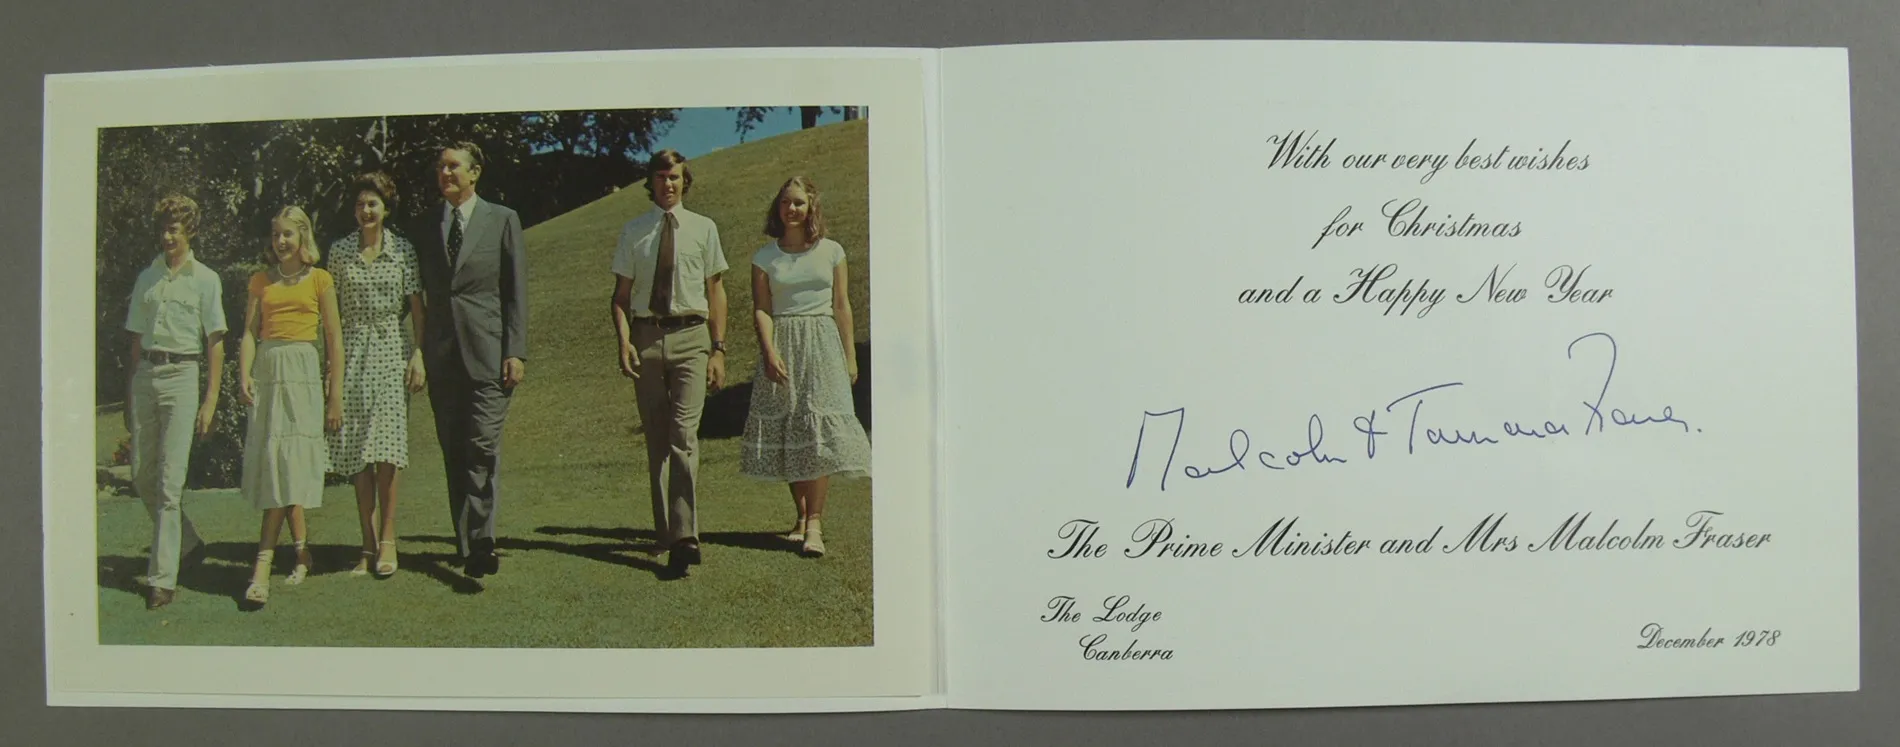 With our very best wishes
for Christmas
and a Happy New Year
Malcolm & Tamara Fraser.
The Prime Minister and Mrs Malcolm Fraser
The Lodge
Canberra
December 1978